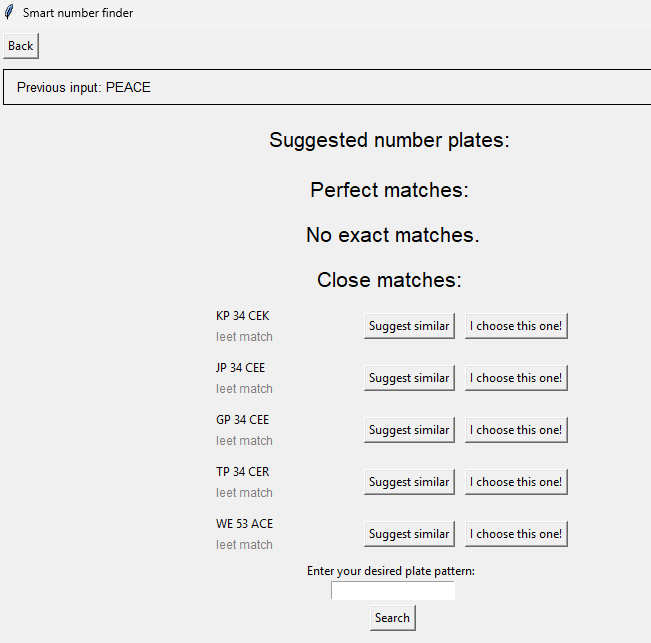 Smart number finder
Back
Previous input: PEACE
Suggested number plates:
Perfect matches:
No exact matches.
Close matches:
KP 34 CEK
leet match
Suggest similar
I choose this one!
JP 34 CEE
leet match
Suggest similar
I choose this one!
GP 34 CEE
leet match
Suggest similar
I choose this one!
TP 34 CER
leet match
Suggest similar
I choose this one!
WE 53 ACE
leet match
Suggest similar
I choose this one!
Enter your desired plate pattern:
Search